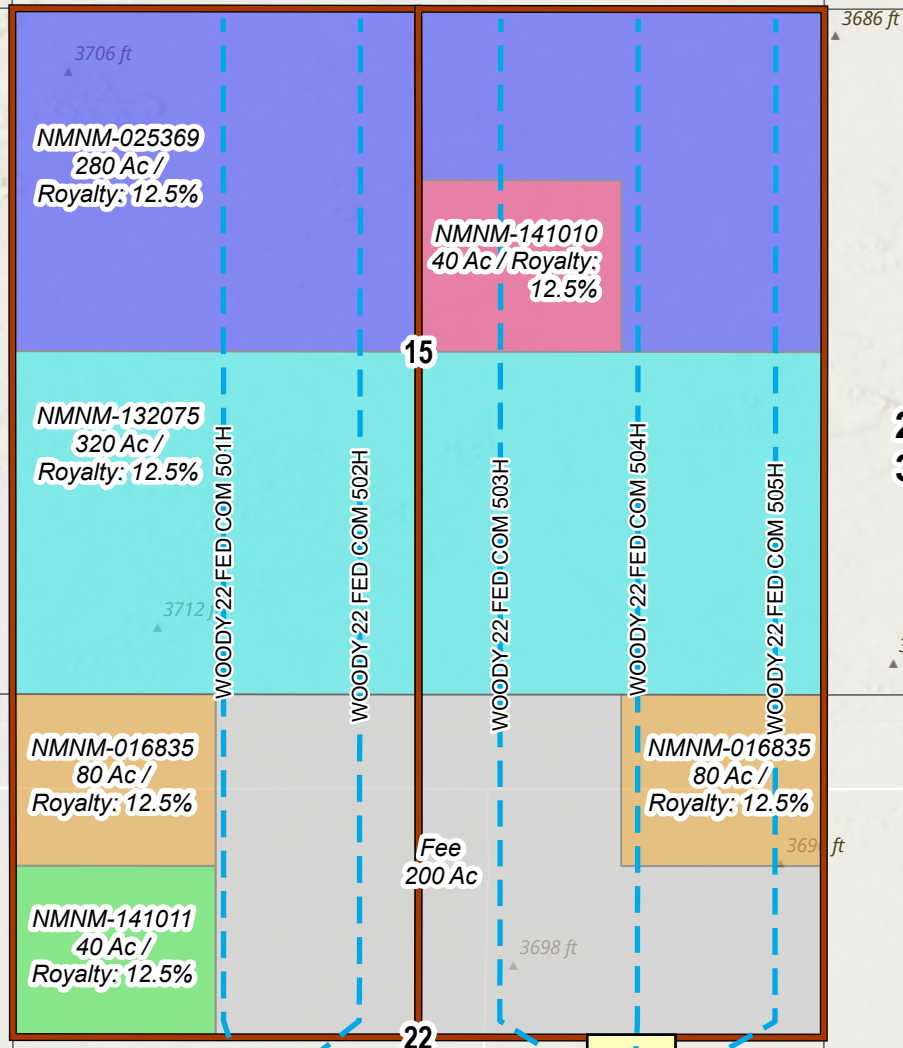 3686 ft
3706 ft
NMNM-025369
280 Ac /
Royalty: 12.5%
NMNM-141010
40 Ac / Royalty:
12.5%
15
NMNM-132075
320 Ac /
Royalty: 12.5%
WOODY 22 FED COM 501H
WOODY 22 FED COM 502H
WOODY 22 FED COM 503H
WOODY 22 FED COM 504H
WOODY 22 FED COM 505H
3712
NMNM-016835
80 Ac /
Royalty: 12.5%
NMNM-016835
80 Ac /
Royalty: 12.5%
Fee
200 Ac
3696 ft
NMNM-141011
40 Ac /
Royalty: 12.5%
3698 ft
22